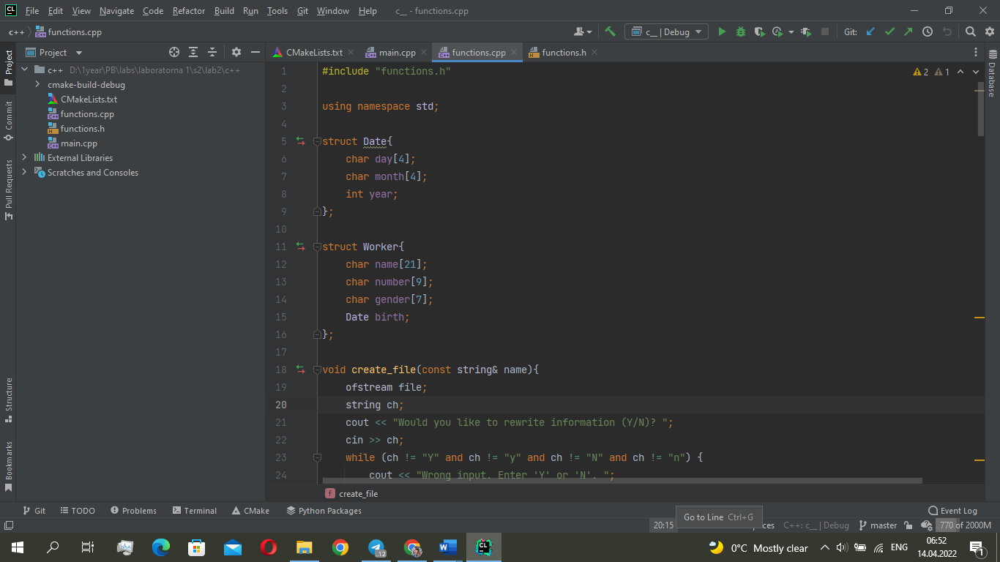 CL File Edit View Navigate Code Refactor Build Run Tools Git Window Help c__ - functions.cpp
c++ functions.cpp c__ | Debug Git:
Project
Commit
Pull Requests
Structure
Bookmarks
Project
c++ D:\1year\PB\labs\laboratorna 1\s2\lab2\c++
cmake-build-debug
CMakeLists.txt
functions.cpp
functions.h
main.cpp
External Libraries
Scratches and Consoles
CMakeLists.txt main.cpp functions.cpp functions.h
2 1
Database
1 #include "functions.h"
2
3 using namespace std;
4
5 struct Date{
6 char day[4];
7 char month[4];
8 int year;
9 };
10
11 struct Worker{
12 char name[21];
13 char number[9];
14 char gender[7];
15 Date birth;
16 };
17
18 void create_file(const string& name){
19 ofstream file;
20 string ch;
21 cout << "Would you like to rewrite information (Y/N)? ";
22 cin >> ch;
23 while (ch != "Y" and ch != "y" and ch != "N" and ch != "n") {
24 cout << "Wrong input. Enter 'Y' or 'N'. ";
f create_file
Git TODO Problems Terminal CMake Python Packages Event Log
Go to Line Ctrl+G
20:15 C++: c__ | Debug master 770 of 2000M
12 W CL 0°C Mostly clear ENG 06:52
14.04.2022 1